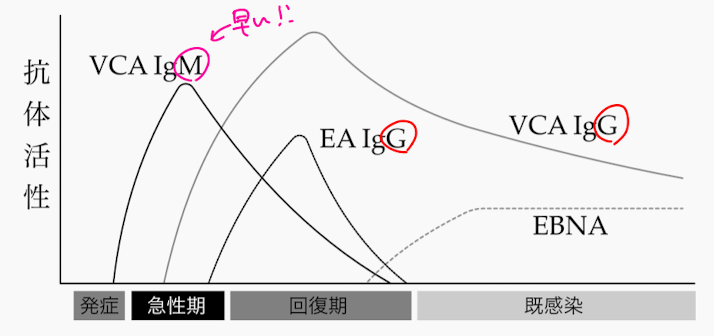 早い!!
VCA IgM
抗体活性
EA IgG
VCA IgG
EBNA
発症
急性期
回復期
既感染